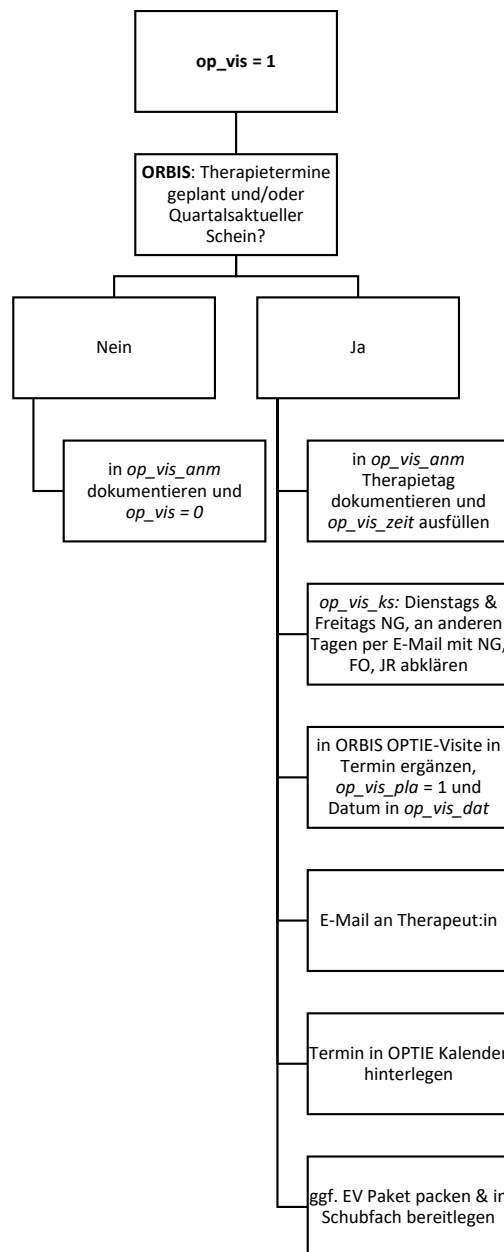 op_vis = 1
ORBIS: Therapietermine
geplant und/oder
Quartalsaktueller
Schein?
Nein
Ja
in op_vis_anm
dokumentieren und
op_vis = 0
in op_vis_anm
Therapietag
dokumentieren und
op_vis_zeit ausfüllen
op_vis_ks: Dienstags &
Freitags NG, an anderen
Tagen per E-Mail mit NG,
FO, JR abklären
in ORBIS OPTIE-Visite in
Termin ergänzen,
op_vis_pla = 1 und
Datum in op_vis_dat
E-Mail an Therapeut:in
Termin in OPTIE Kalender
hinterlegen
ggf. EV Paket packen & in
Schubfach bereitlegen